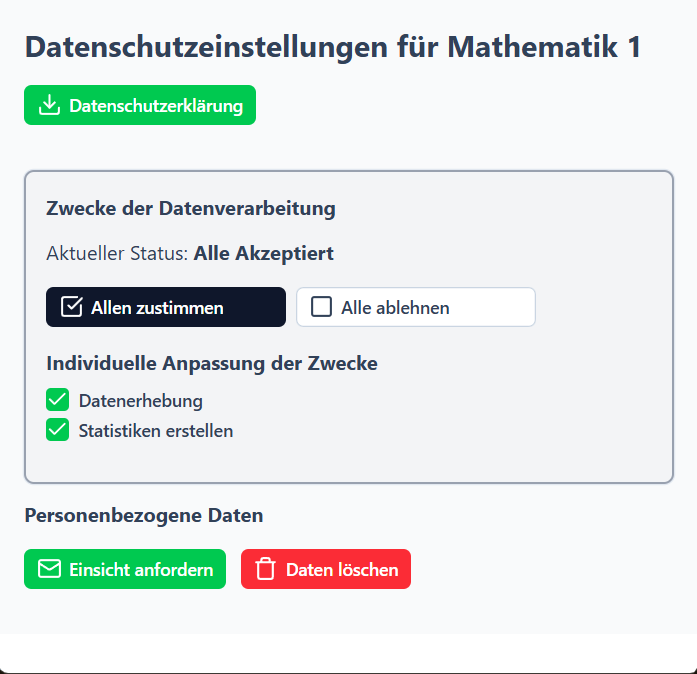 Datenschutzeinstellungen für Mathematik 1
Datenschutzerklärung
Zwecke der Datenverarbeitung
Aktueller Status: Alle Akzeptiert
Allen zustimmen
Alle ablehnen
Individuelle Anpassung der Zwecke
Datenerhebung
Statistiken erstellen
Personenbezogene Daten
Einsicht anfordern
Daten löschen